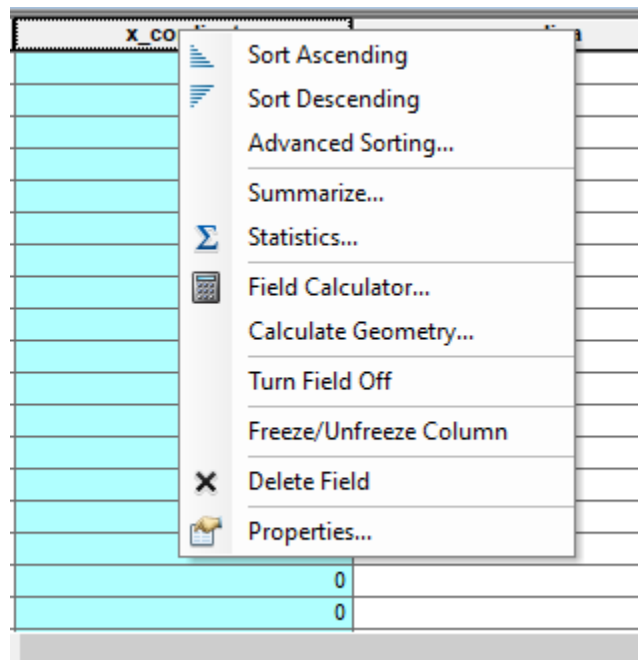 x_co
Sort Ascending
Sort Descending
Advanced Sorting...
Summarize...
Statistics...
Field Calculator...
Calculate Geometry...
Turn Field Off
Freeze/Unfreeze Column
Delete Field
Properties...
0
0